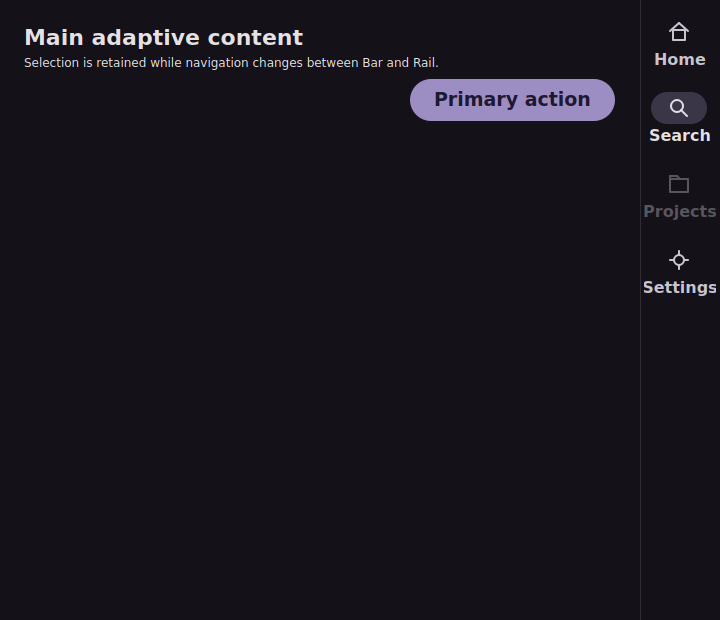 Main adaptive content
Selection is retained while navigation changes between Bar and Rail.
Primary action
Home
Search
Projects
Settings